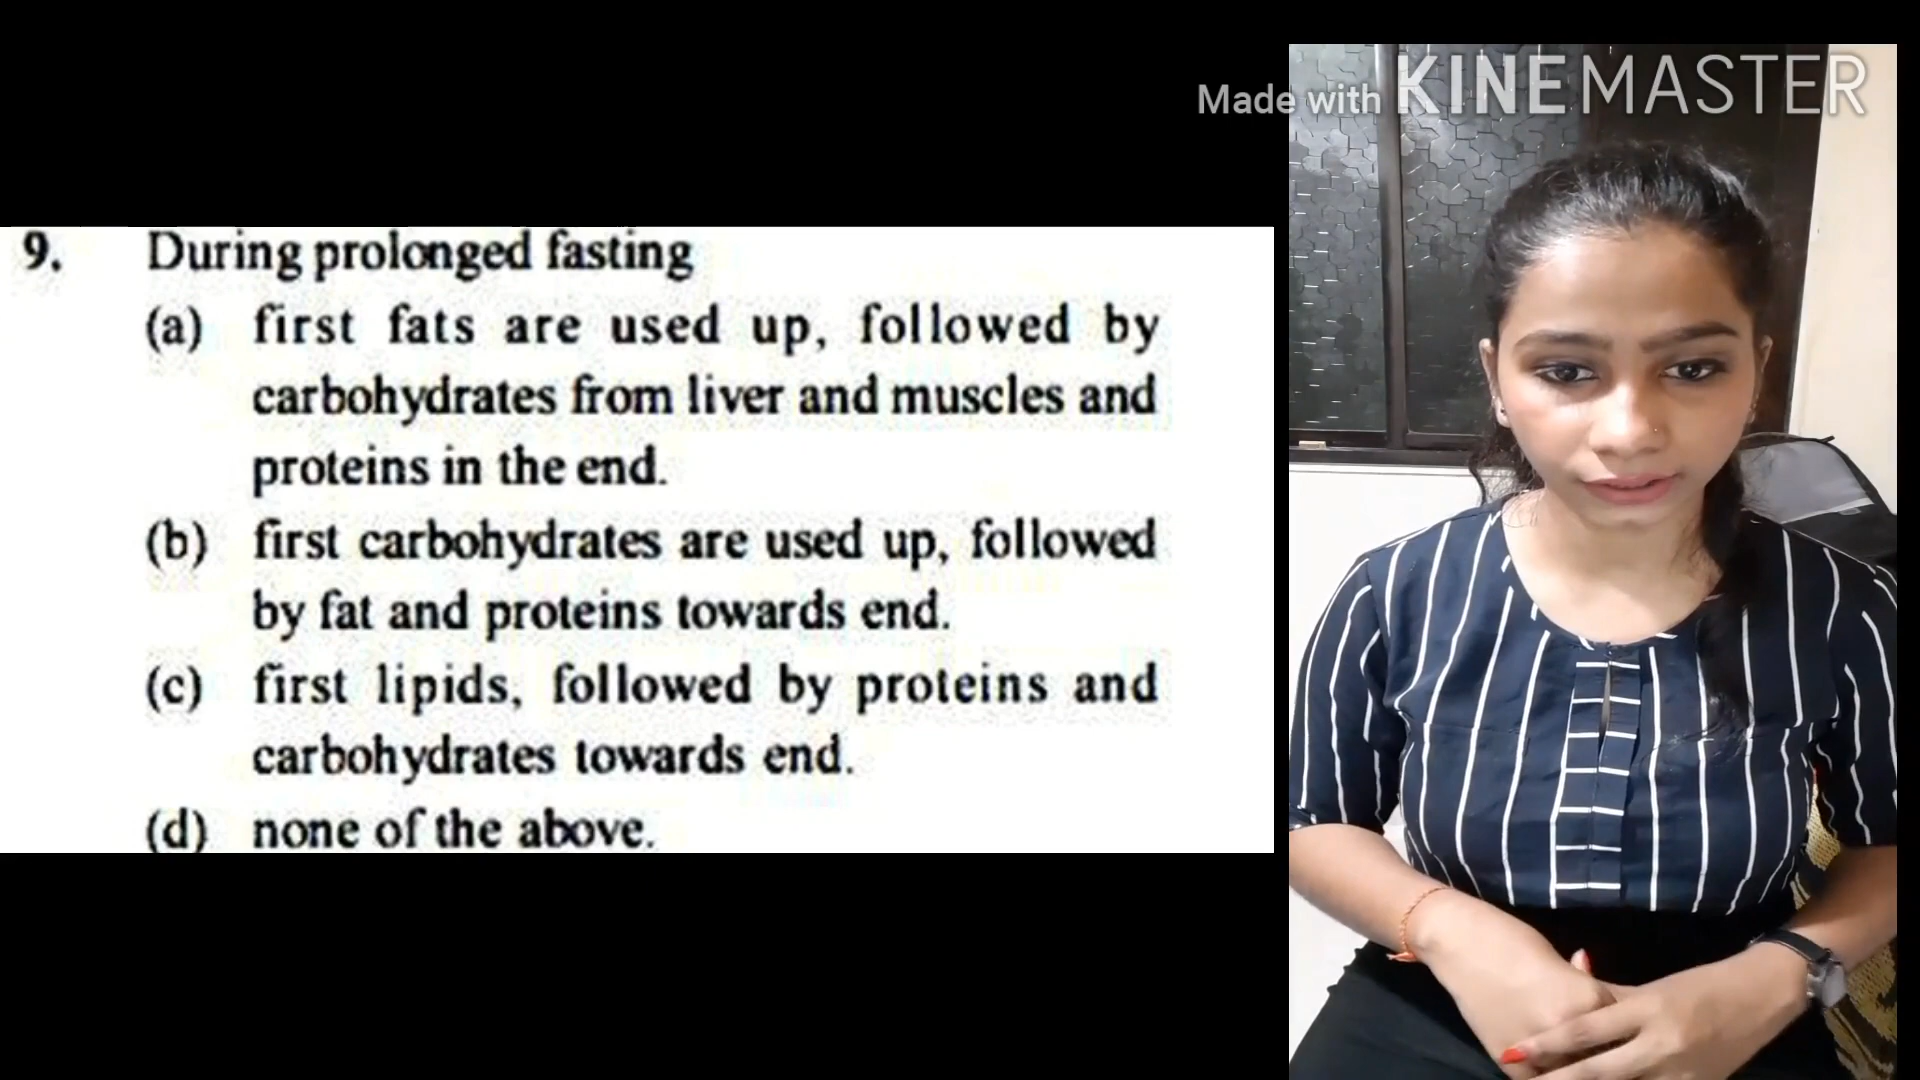 Made with KINEMASTER
9. During prolonged fasting
(a) first fats are used up, followed by
carbohydrates from liver and muscles and
proteins in the end.
(b) first carbohydrates are used up, followed
by fat and proteins towards end.
(c) first lipids, followed by proteins and
carbohydrates towards end.
(d) none of the above.